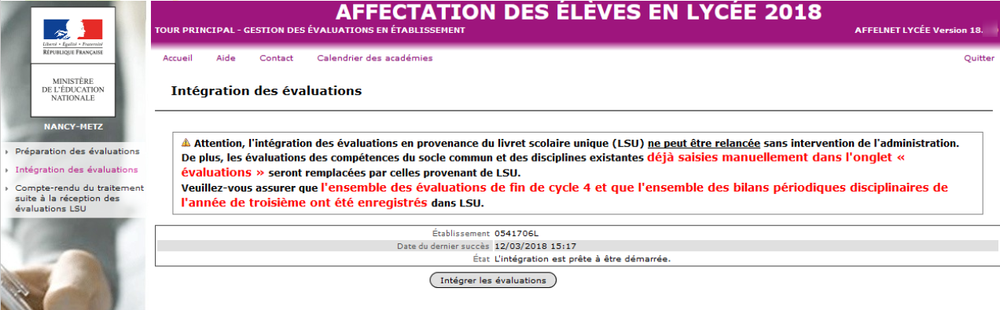 AFFECTATION DES ÉLÈVES EN LYCÉE 2018
TOUR PRINCIPAL - GESTION DES ÉVALUATIONS EN ÉTABLISSEMENT
AFFELNET LYCÉE Version 18.
Liberté • Égalité • Fraternité
RÉPUBLIQUE FRANÇAISE
MINISTÈRE
DE L'ÉDUCATION
NATIONALE
NANCY-METZ
Préparation des évaluations
Intégration des évaluations
Compte-rendu du traitement
suite à la réception des
évaluations LSU
Accueil Aide Contact Calendrier des académies Quitter
Intégration des évaluations
Attention, l'intégration des évaluations en provenance du livret scolaire unique (LSU) ne peut être relancée sans intervention de l'administration.
De plus, les évaluations des compétences du socle commun et des disciplines existantes déjà saisies manuellement dans l'onglet «
évaluations » seront remplacées par celles provenant de LSU.
Veuillez-vous assurer que l'ensemble des évaluations de fin de cycle 4 et que l'ensemble des bilans périodiques disciplinaires de
l'année de troisième ont été enregistrés dans LSU.
Établissement 0541706L
Date du dernier succès 12/03/2018 15:17
État L'intégration est prête à être démarrée.
Intégrer les évaluations